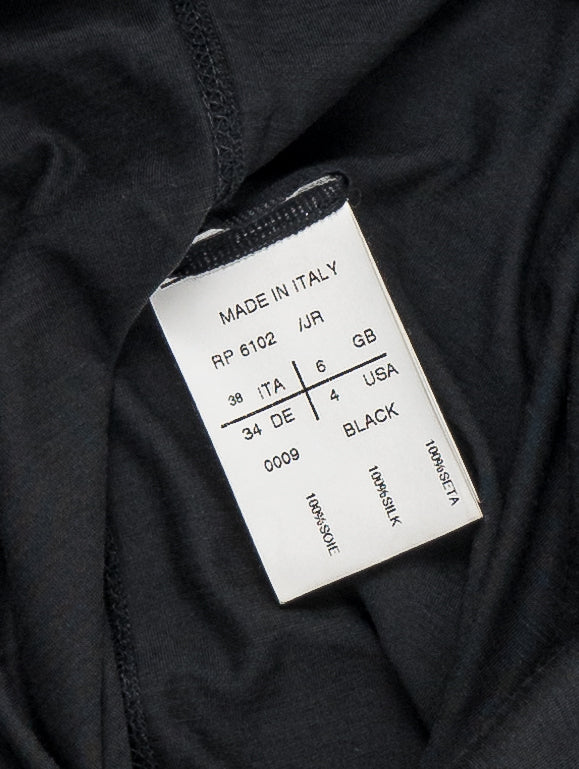 MADE IN ITALY
RP 6102 /JR
38 ITA 6 GB
34 DE 4 USA
0009 BLACK
100%SOIE
100%SILK
100%SETA